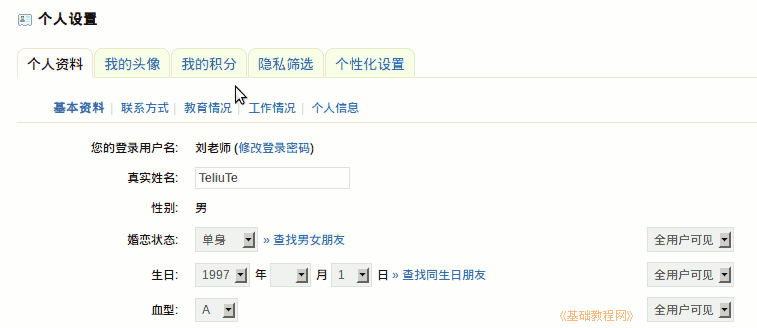 个人设置
个人资料 我的头像 我的积分 隐私筛选 个性化设置
基本资料 | 联系方式 | 教育情况 | 工作情况 | 个人信息
您的登录用户名: 刘老师 (修改登录密码)
真实姓名: TeliuTe
性别: 男
婚恋状态: 单身 » 查找男女朋友 全用户可见
生日: 1997 年 月 1 日 » 查找同生日朋友 全用户可见
血型: A 全用户可见
《基础教程网》